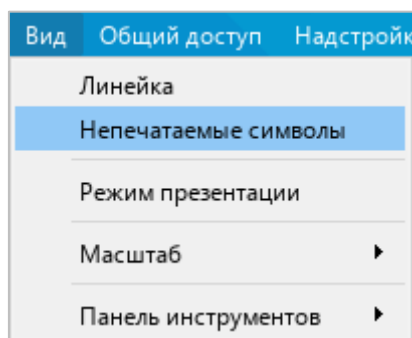 Вид Общий доступ Надстройк
Линейка
Непечатаемые символы
Режим презентации
Масштаб
Панель инструментов